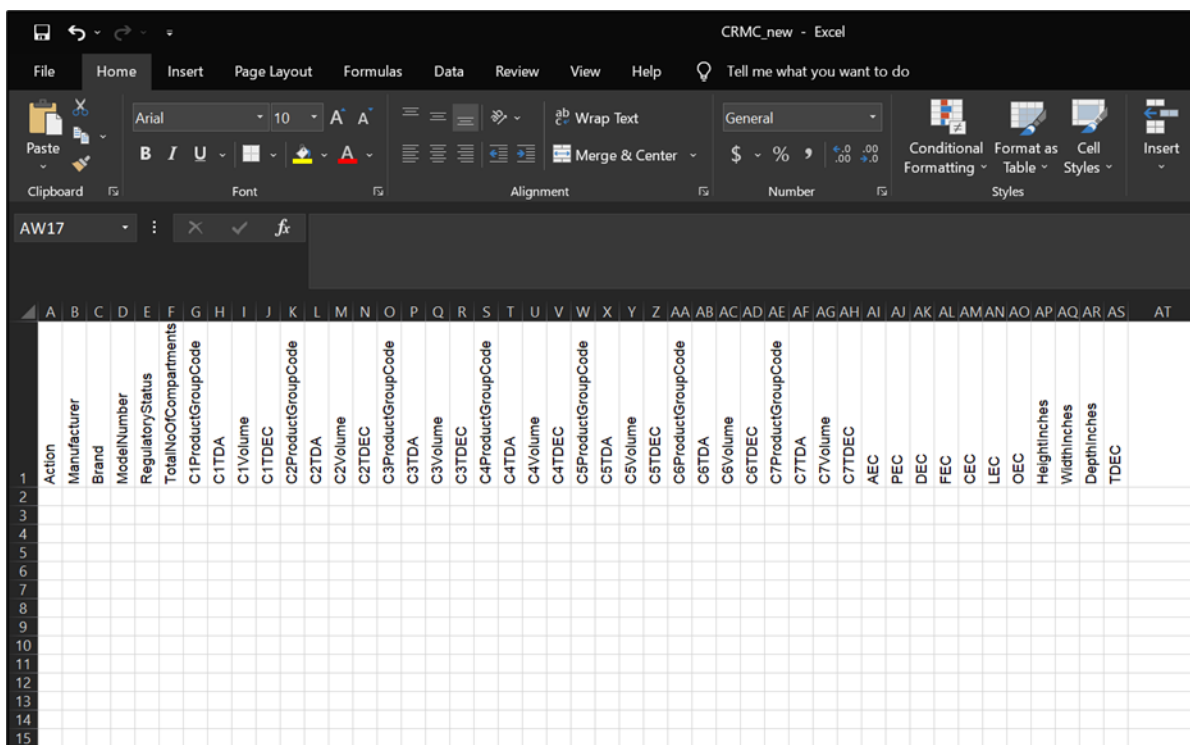 CRMC_new - Excel
File Home Insert Page Layout Formulas Data Review View Help Tell me what you want to do
Paste
Clipboard
Arial 10 A A
B I U A
Font
ab Wrap Text
Merge & Center
Alignment
General
$ % 9 .0 .00 .00 .0
Number
Conditional Formatting
Format as Table
Cell Styles
Styles
Insert
AW17 fx
A B C D E F G H I J K L M N O P Q R S T U V W X Y Z AA AB AC AD AE AF AG AH AI AJ AK AL AM AN AO AP AQ AR AS AT
1 Action Manufacturer Brand ModelNumber RegulatoryStatus TotalNoOfCompartments C1ProductGroupCode C1TDA C1Volume C1TDEC C2ProductGroupCode C2TDA C2Volume C2TDEC C3ProductGroupCode C3TDA C3Volume C3TDEC C4ProductGroupCode C4TDA C4Volume C4TDEC C5ProductGroupCode C5TDA C5Volume C5TDEC C6ProductGroupCode C6TDA C6Volume C6TDEC C7ProductGroupCode C7TDA C7Volume C7TDEC AEC PEC DEC FEC CEC LEC OEC HeightInches WidthInches DepthInches TDEC
2
3
4
5
6
7
8
9
10
11
12
13
14
15